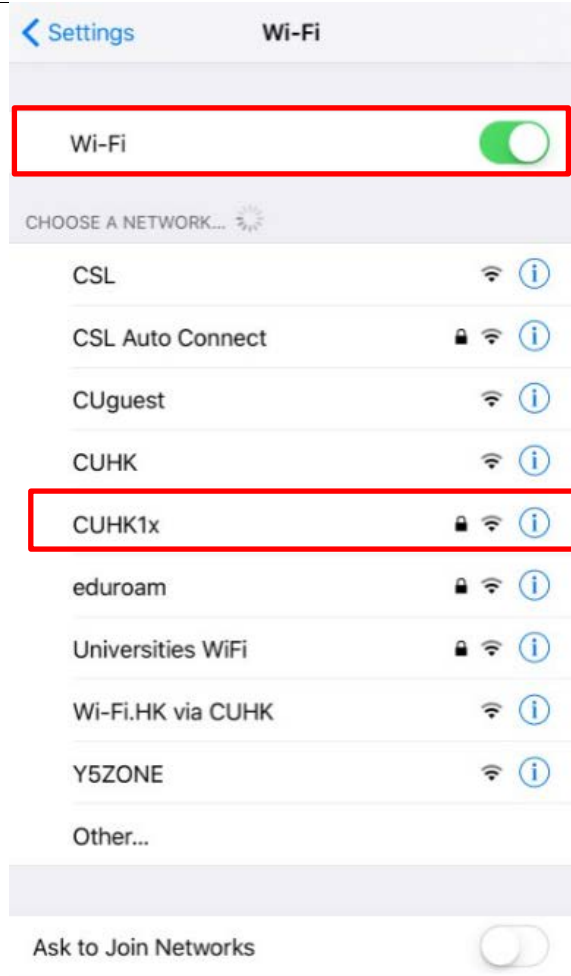 Settings Wi-Fi
Wi-Fi
CHOOSE A NETWORK...
CSL
CSL Auto Connect
CUguest
CUHK
CUHK1x
eduroam
Universities WiFi
Wi-Fi.HK via CUHK
Y5ZONE
Other...
Ask to Join Networks